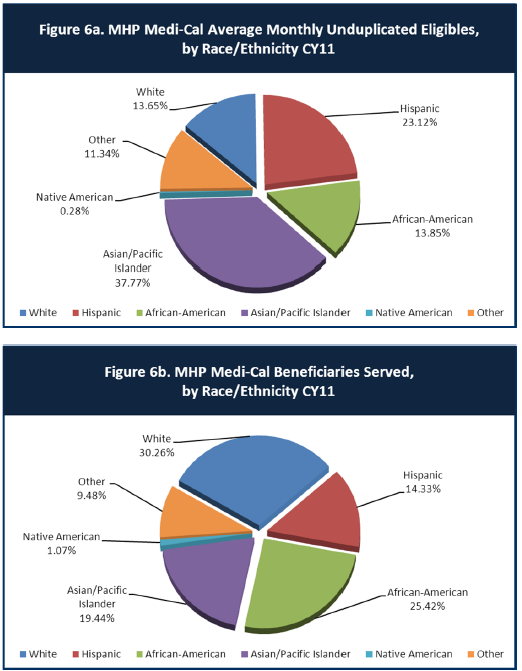 Figure 6a. MHP Medi-Cal Average Monthly Unduplicated Eligibles,
by Race/Ethnicity CY11
White
13.65%
Hispanic
23.12%
Other
11.34%
Native American
0.28%
African-American
13.85%
Asian/Pacific
Islander
37.77%
White Hispanic African-American Asian/Pacific Islander Native American Other
Figure 6b. MHP Medi-Cal Beneficiaries Served,
by Race/Ethnicity CY11
White
30.26%
Hispanic
14.33%
Other
9.48%
Native American
1.07%
Asian/Pacific
Islander
19.44%
African-American
25.42%
White Hispanic African-American Asian/Pacific Islander Native American Other